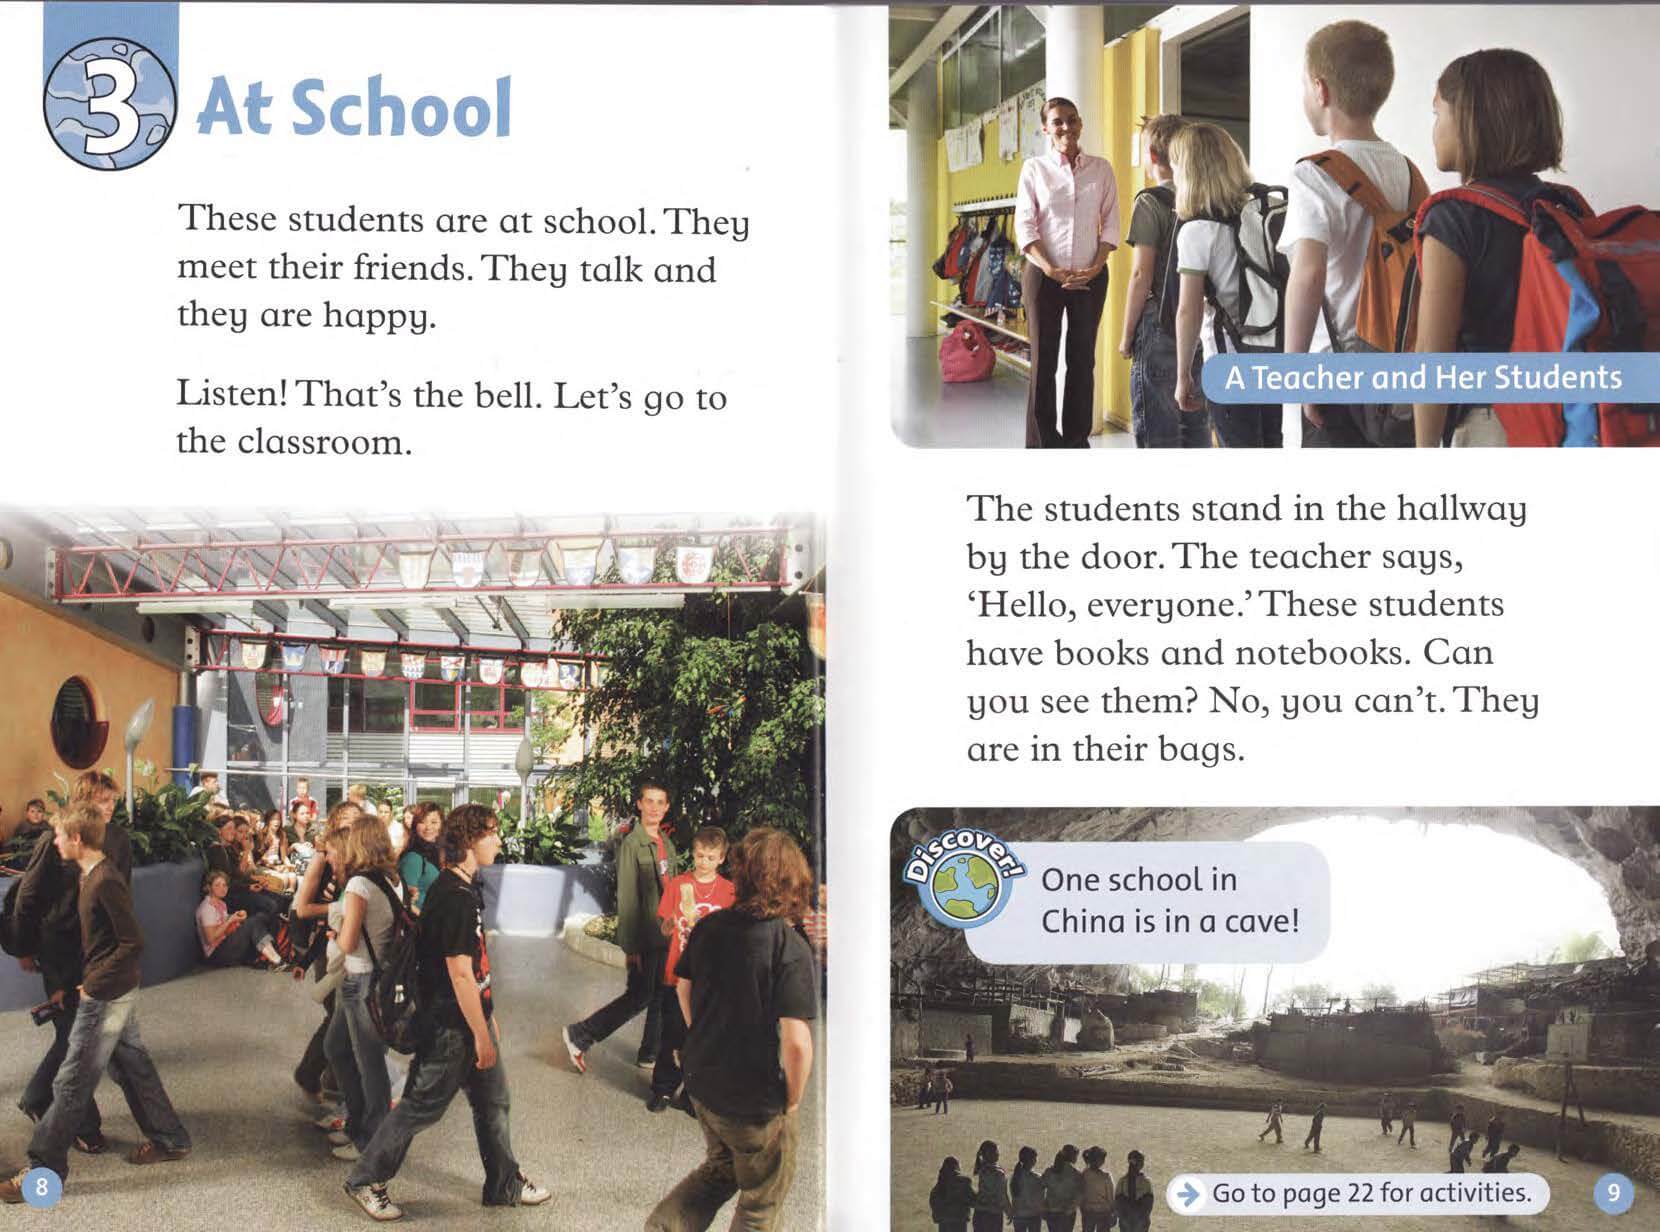 3 At School
These students are at school. They
meet their friends. They talk and
they are happy.
Listen! That's the bell. Let's go to
the classroom.
8
A Teacher and Her Students
The students stand in the hallway
by the door. The teacher says,
‘Hello, everyone.’ These students
have books and notebooks. Can
you see them? No, you can't. They
are in their bags.
Discover!
One school in
China is in a cave!
Go to page 22 for activities.
9